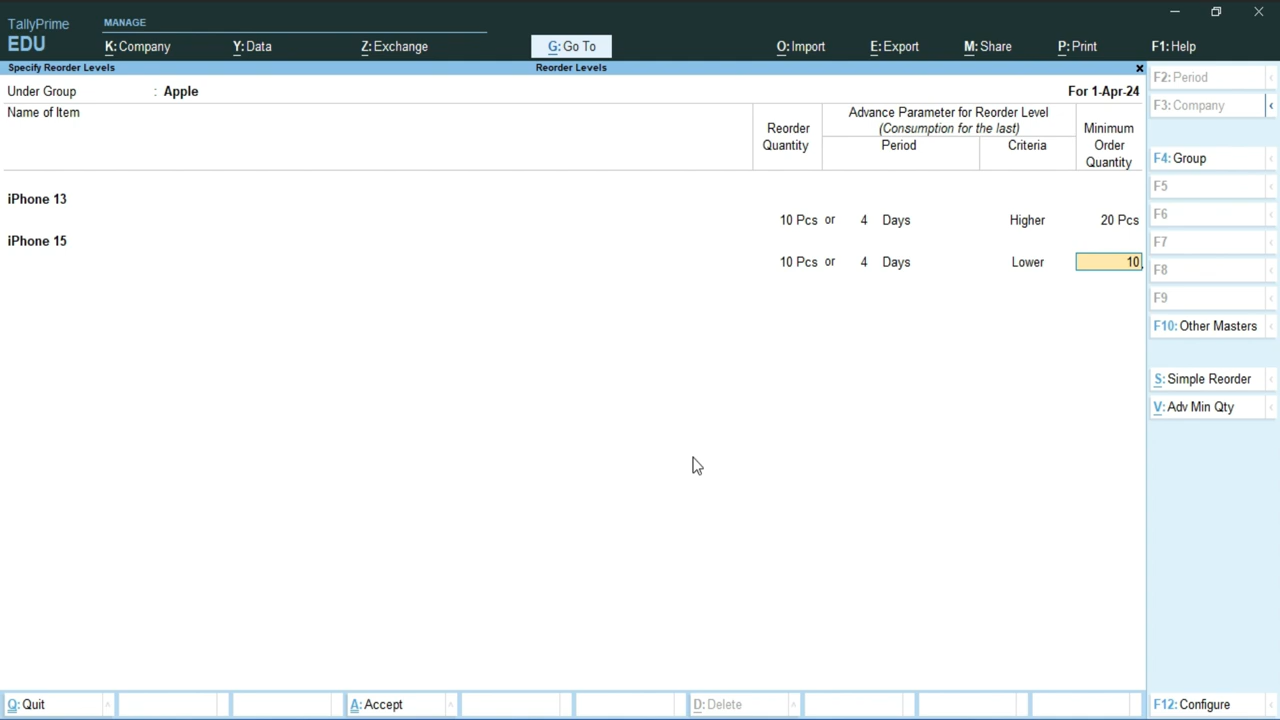 TallyPrime
EDU
MANAGE
K: Company
Y: Data
Z: Exchange
G: Go To
O: Import
E: Export
M: Share
P: Print
F1: Help
Specify Reorder Levels
Reorder Levels
×
Under Group : Apple
For 1-Apr-24
Name of Item
Reorder Quantity
Advance Parameter for Reorder Level
(Consumption for the last)
Period
Criteria
Minimum Order Quantity
iPhone 13
10 Pcs or 4 Days Higher 20 Pcs
iPhone 15
10 Pcs or 4 Days Lower 10
F2: Period
F3: Company
F4: Group
F5
F6
F7
F8
F9
F10: Other Masters
S: Simple Reorder
V: Adv Min Qty
Q: Quit
A: Accept
D: Delete
F12: Configure